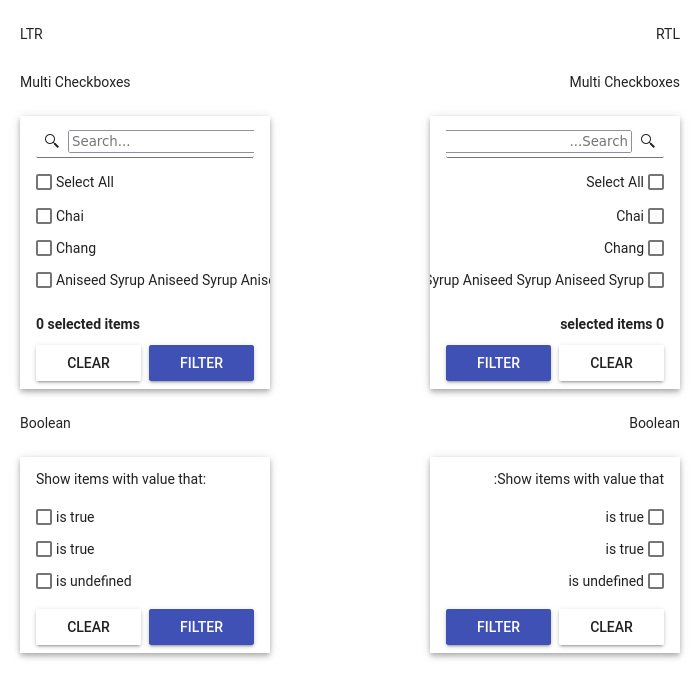 LTR
RTL
Multi Checkboxes
Multi Checkboxes
Search...
...Search
Select All
Select All
Chai
Chai
Chang
Chang
Aniseed Syrup Aniseed Syrup
Syrup Aniseed Syrup Aniseed Syrup
0 selected items
selected items 0
CLEAR
FILTER
FILTER
CLEAR
Boolean
Boolean
Show items with value that:
:Show items with value that
is true
is true
is true
is true
is undefined
is undefined
CLEAR
FILTER
FILTER
CLEAR